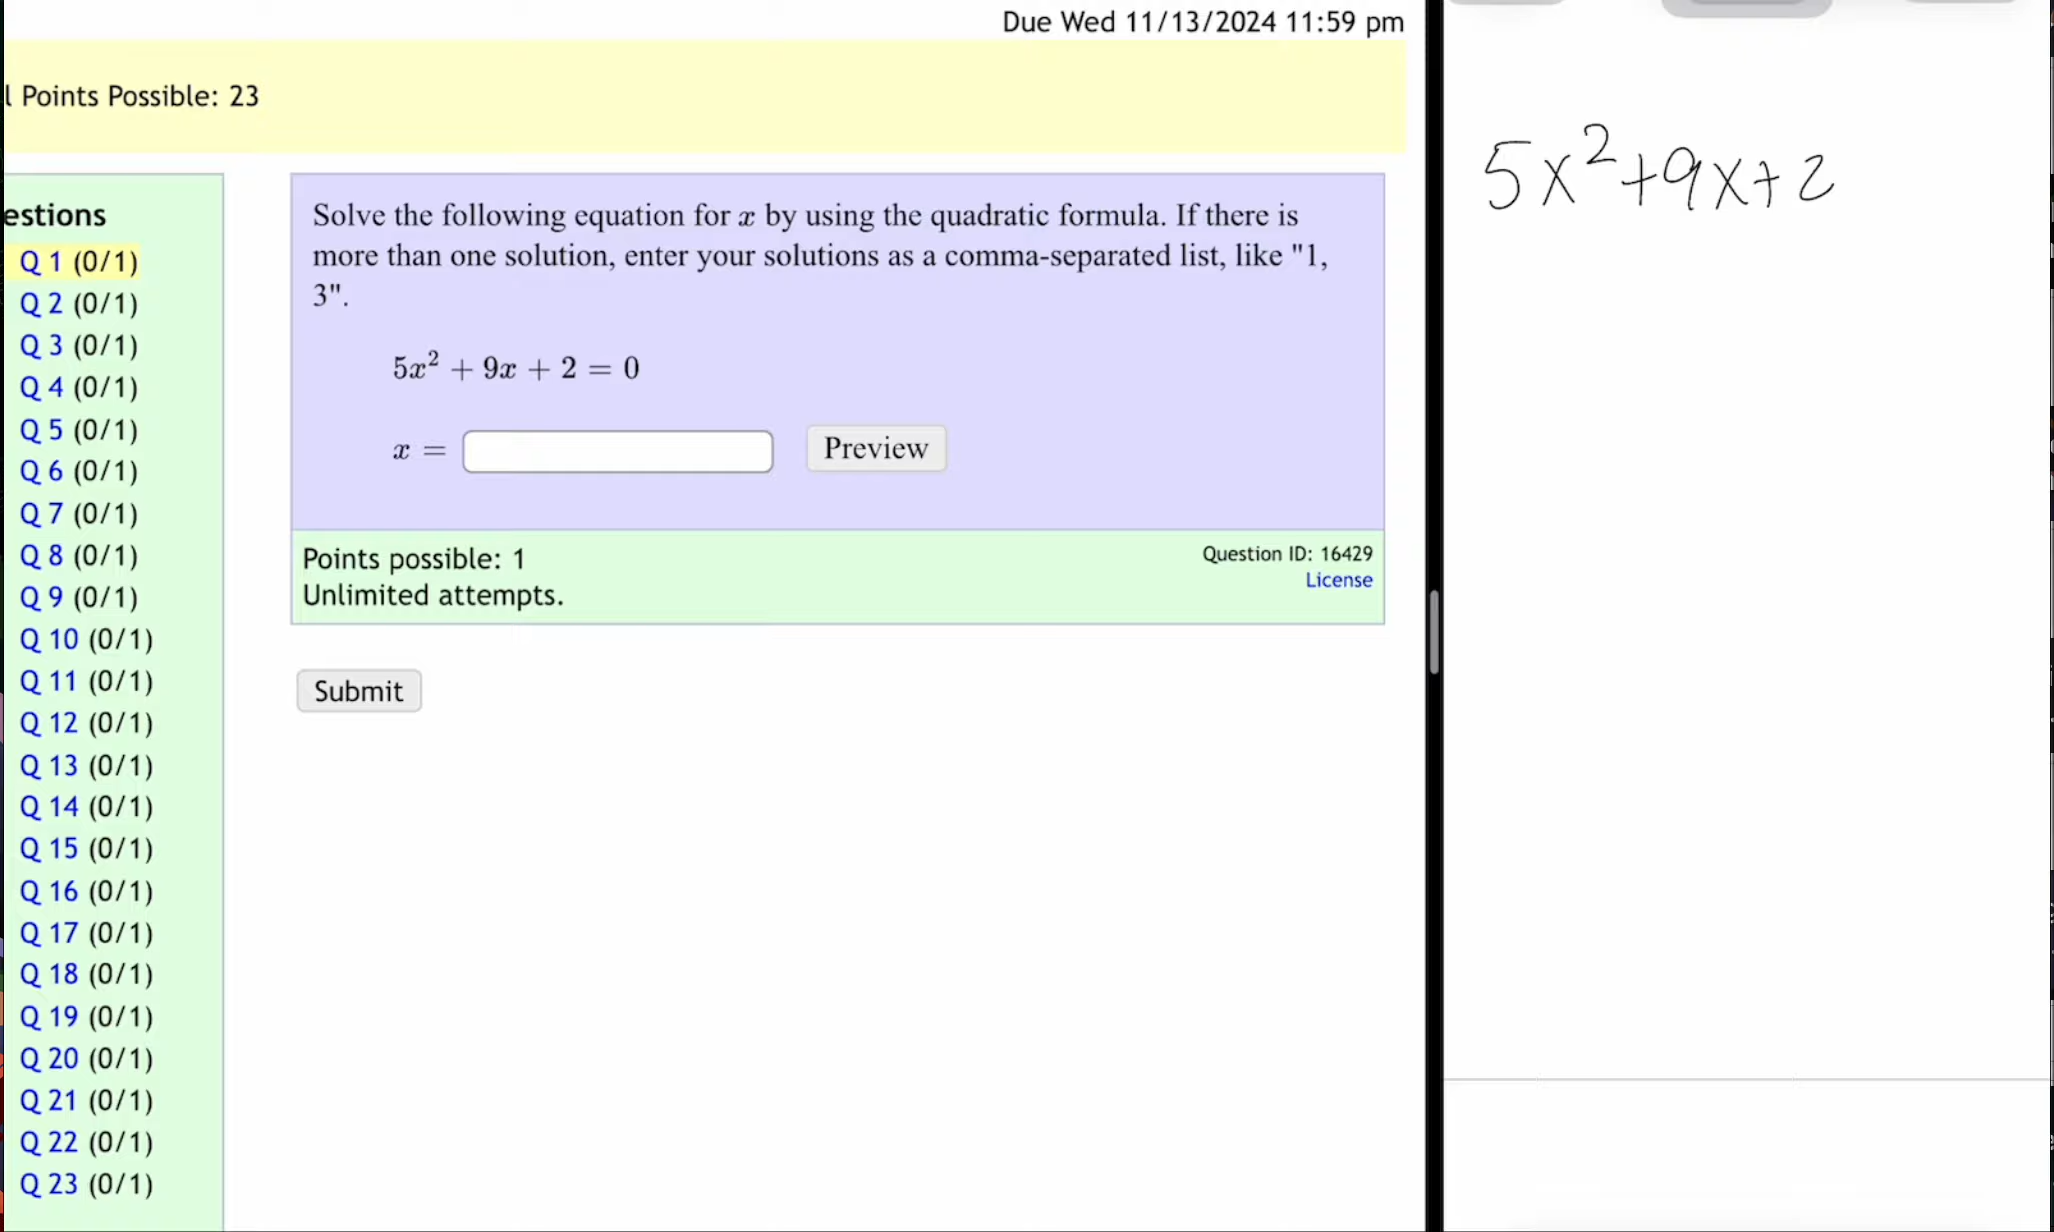 Due Wed 11/13/2024 11:59 pm
l Points Possible: 23
estions
Q 1 (0/1)
Q 2 (0/1)
Q 3 (0/1)
Q 4 (0/1)
Q 5 (0/1)
Q 6 (0/1)
Q 7 (0/1)
Q 8 (0/1)
Q 9 (0/1)
Q 10 (0/1)
Q 11 (0/1)
Q 12 (0/1)
Q 13 (0/1)
Q 14 (0/1)
Q 15 (0/1)
Q 16 (0/1)
Q 17 (0/1)
Q 18 (0/1)
Q 19 (0/1)
Q 20 (0/1)
Q 21 (0/1)
Q 22 (0/1)
Q 23 (0/1)
Solve the following equation for x by using the quadratic formula. If there is
more than one solution, enter your solutions as a comma-separated list, like "1,
3".
5x² + 9x + 2 = 0
x =
Preview
Points possible: 1
Unlimited attempts.
Question ID: 16429
License
Submit
5x²+9x+2